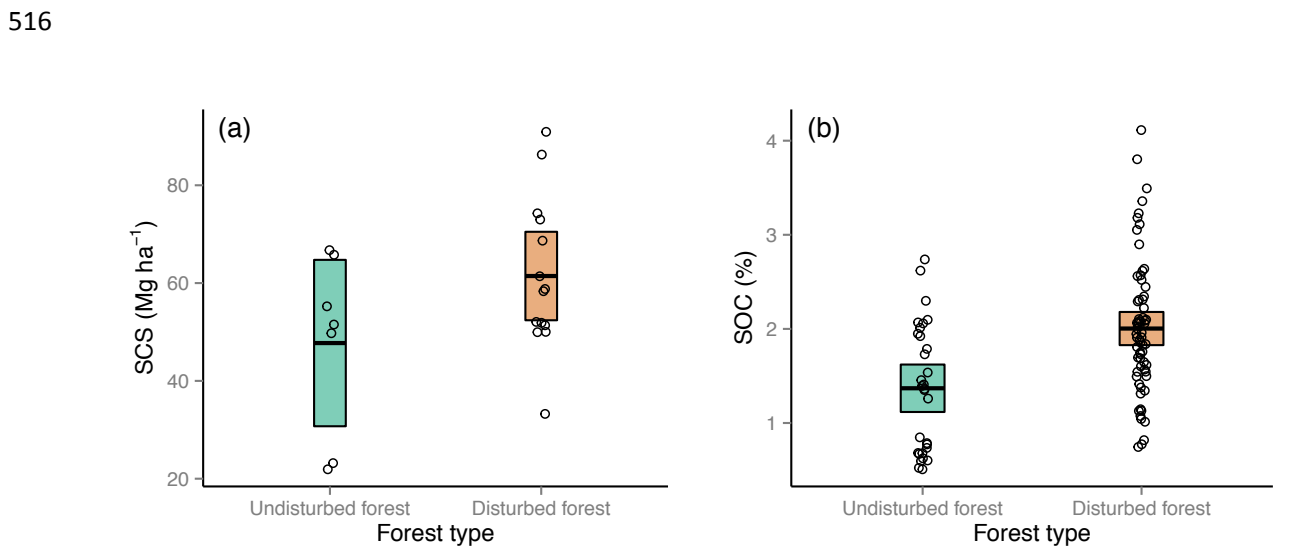 516
(a)
80
60
40
20
SCS (Mg ha⁻¹)
Undisturbed forest
Disturbed forest
Forest type
(b)
4
3
2
1
SOC (%)
Undisturbed forest
Disturbed forest
Forest type